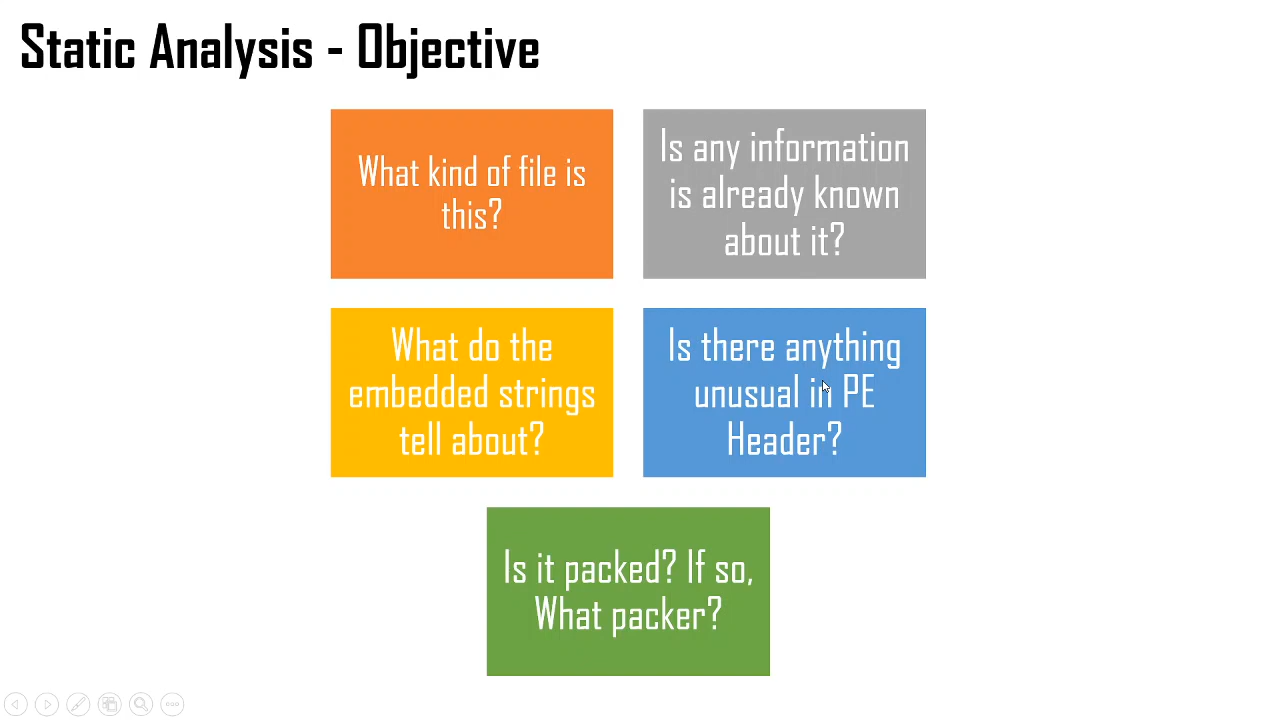 Static Analysis - Objective
What kind of file is
this?
Is any information
is already known
about it?
What do the
embedded strings
tell about?
Is there anything
unusual in PE
Header?
Is it packed? If so,
What packer?